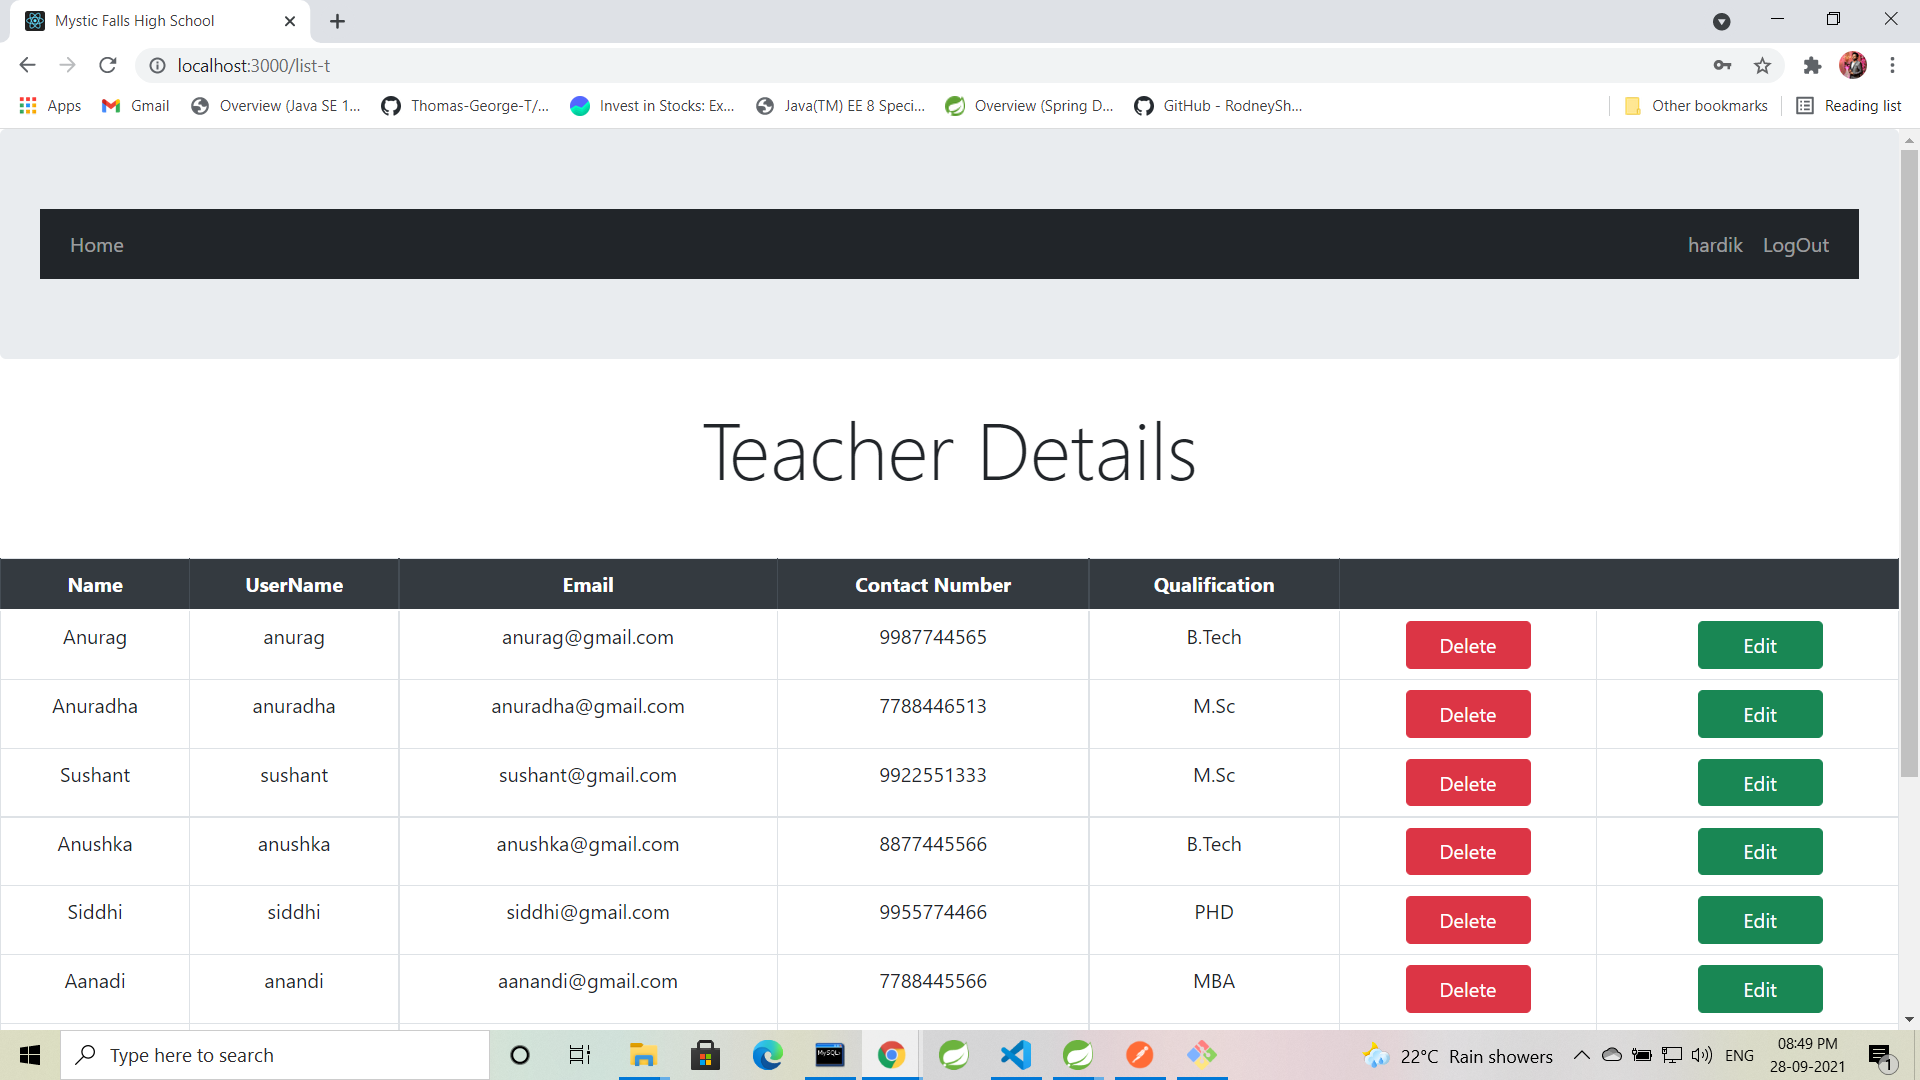 Mystic Falls High School
localhost:3000/list-t
Apps Gmail Overview (Java SE 1... Thomas-George-T/... Invest in Stocks: Ex... Java(TM) EE 8 Speci... Overview (Spring D... GitHub - RodneySh... Other bookmarks Reading list
Home hardik LogOut
Teacher Details
Name UserName Email Contact Number Qualification
Anurag anurag anurag@gmail.com 9987744565 B.Tech Delete Edit
Anuradha anuradha anuradha@gmail.com 7788446513 M.Sc Delete Edit
Sushant sushant sushant@gmail.com 9922551333 M.Sc Delete Edit
Anushka anushka anushka@gmail.com 8877445566 B.Tech Delete Edit
Siddhi siddhi siddhi@gmail.com 9955774466 PHD Delete Edit
Aanadi anandi aanandi@gmail.com 7788445566 MBA Delete Edit
Type here to search MySQL 22°C Rain showers ENG 08:49 PM
28-09-2021 1